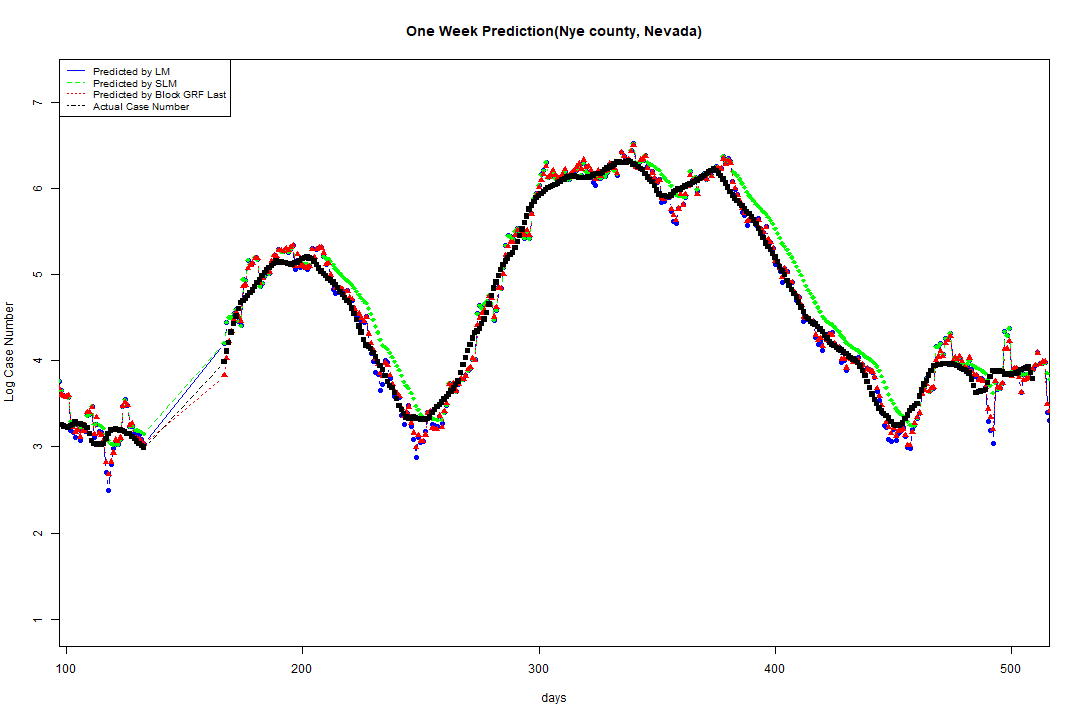 One Week Prediction(Nye county, Nevada)
Predicted by LM
Predicted by SLM
Predicted by Block GRF Last
Actual Case Number
7
6
5
4
3
2
1
Log Case Number
100 200 300 400 500
days